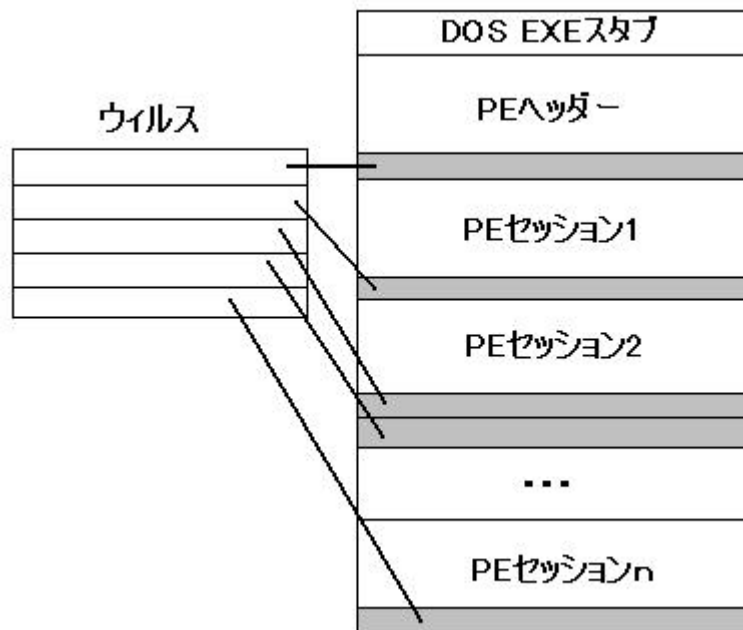 DOS EXEスタブ
PEヘッダー
ウィルス
PEセッション1
PEセッション2
...
PEセッションn